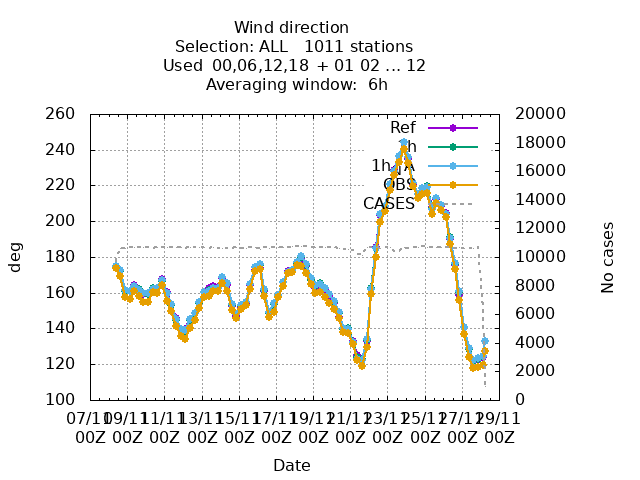 Wind direction
Selection: ALL   1011 stations
Used  00,06,12,18  + 01 02 ... 12
Averaging window:  6h
260
240
220
200
180
160
140
120
100
20000
18000
16000
14000
12000
10000
8000
6000
4000
2000
0
Ref
OBS
CASES
deg
No cases
07/11 09/11 11/11 13/11 15/11 17/11 19/11 21/11 23/11 25/11 27/11 29/11
00Z 00Z 00Z 00Z 00Z 00Z 00Z 00Z 00Z 00Z 00Z 00Z
Date